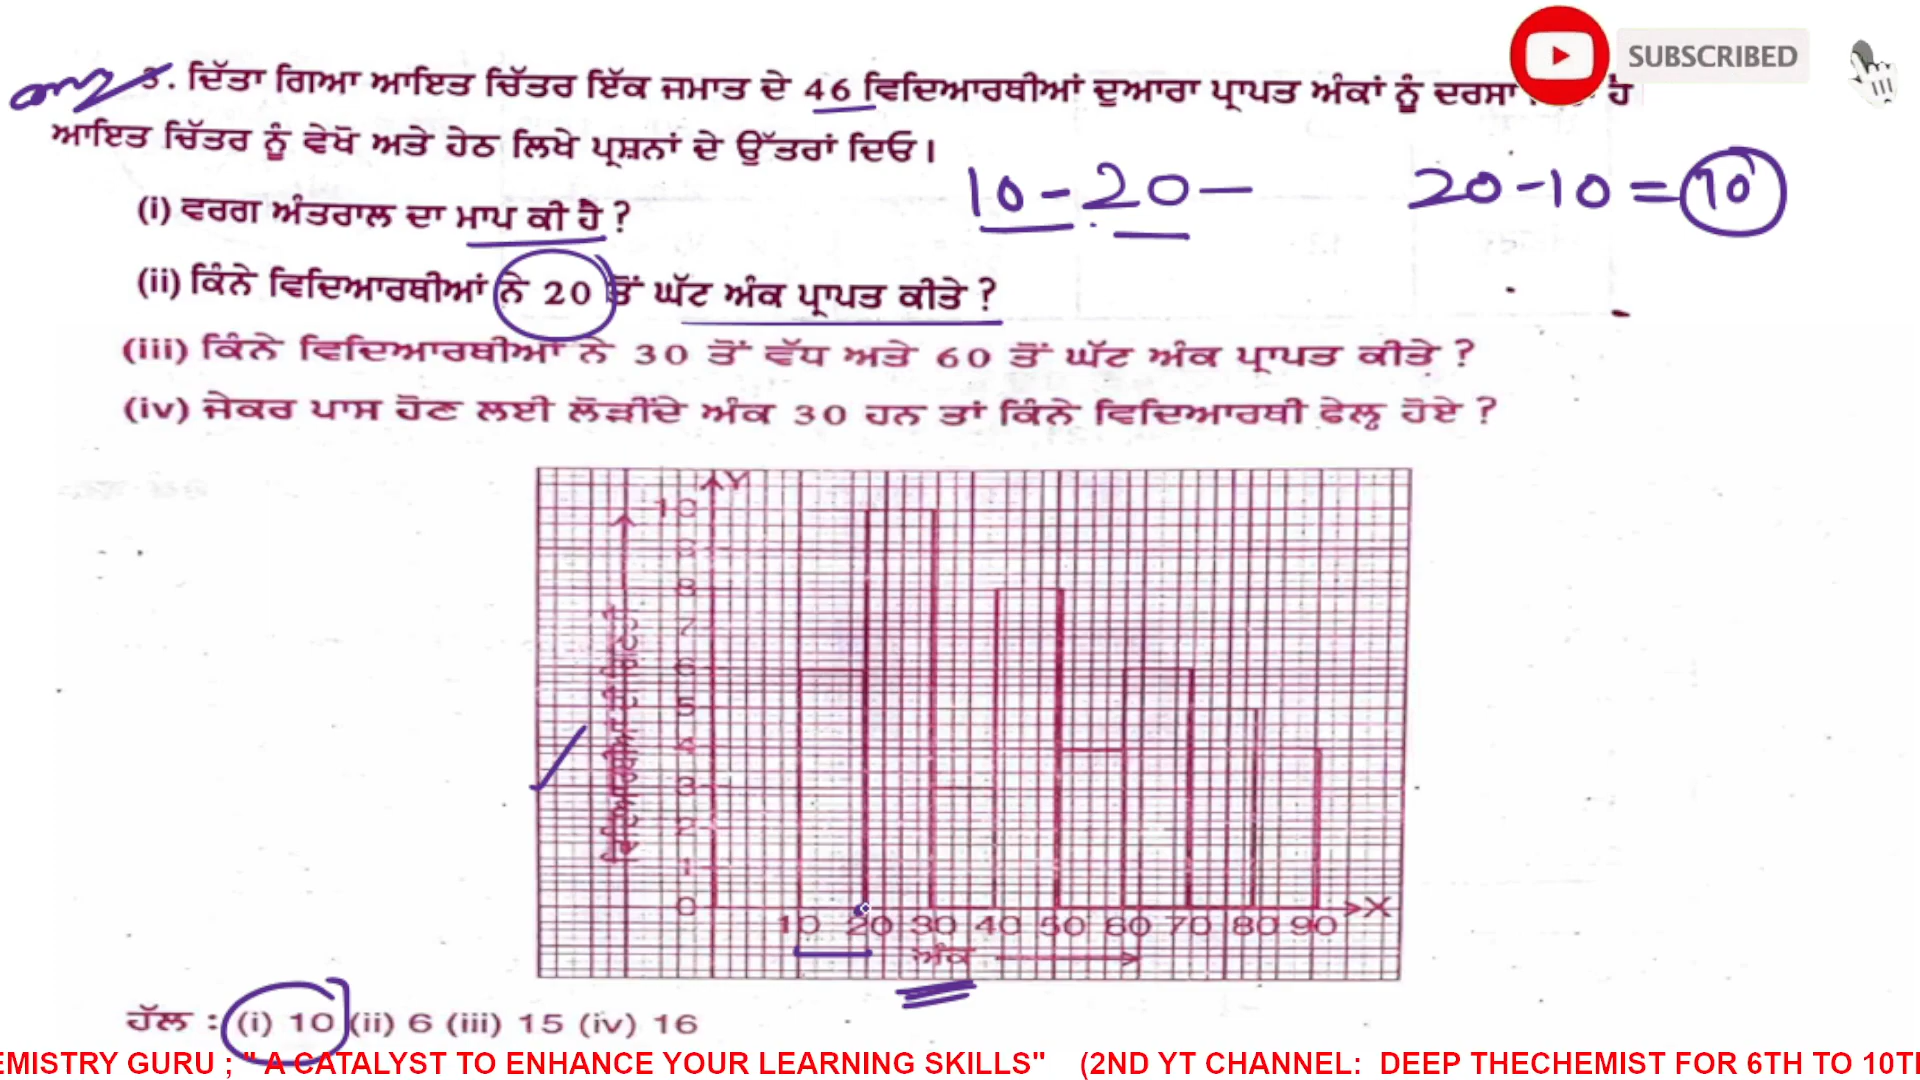 SUBSCRIBED
Ques 3. ਦਿੱਤਾ ਗਿਆ ਆਇਤ ਚਿੱਤਰ ਇੱਕ ਜਮਾਤ ਦੇ 46 ਵਿਦਿਆਰਥੀਆਂ ਦੁਆਰਾ ਪ੍ਰਾਪਤ ਅੰਕਾਂ ਨੂੰ
ਆਇਤ ਚਿੱਤਰ ਨੂੰ ਵੇਖੋ ਅਤੇ ਹੇਠ ਲਿਖੇ ਪ੍ਰਸ਼ਨਾਂ ਦੇ ਉੱਤਰਾਂ ਦਿਓ।
10-20- 20-10=10
(i) ਵਰਗ ਅੰਤਰਾਲ ਦਾ ਮਾਪ ਕੀ ਹੈ ?
(ii) ਕਿੰਨੇ ਵਿਦਿਆਰਥੀਆਂ ਨੇ 20 ਤੋਂ ਘੱਟ ਅੰਕ ਪ੍ਰਾਪਤ ਕੀਤੇ ?
(iii) ਕਿੰਨੇ ਵਿਦਿਆਰਥੀਆਂ ਨੇ 30 ਤੋਂ ਵੱਧ ਅਤੇ 60 ਤੋਂ ਘੱਟ ਅੰਕ ਪ੍ਰਾਪਤ ਕੀਤੇ ?
(iv) ਜੇਕਰ ਪਾਸ ਹੋਣ ਲਈ ਲੋੜੀਂਦੇ ਅੰਕ 30 ਹਨ ਤਾਂ ਕਿੰਨੇ ਵਿਦਿਆਰਥੀ ਫੇਲ੍ਹ ਹੋਏ ?
Y
10
9
8
7
6
5
4
3
2
1
0
10 20 30 40 50 60 70 80 90 X
ਅੰਕ
ਹੱਲ : (i) 10 (ii) 6 (iii) 15 (iv) 16
EMISTRY GURU ; " A CATALYST TO ENHANCE YOUR LEARNING SKILLS" (2ND YT CHANNEL: DEEP THECHEMIST FOR 6TH TO 10TH